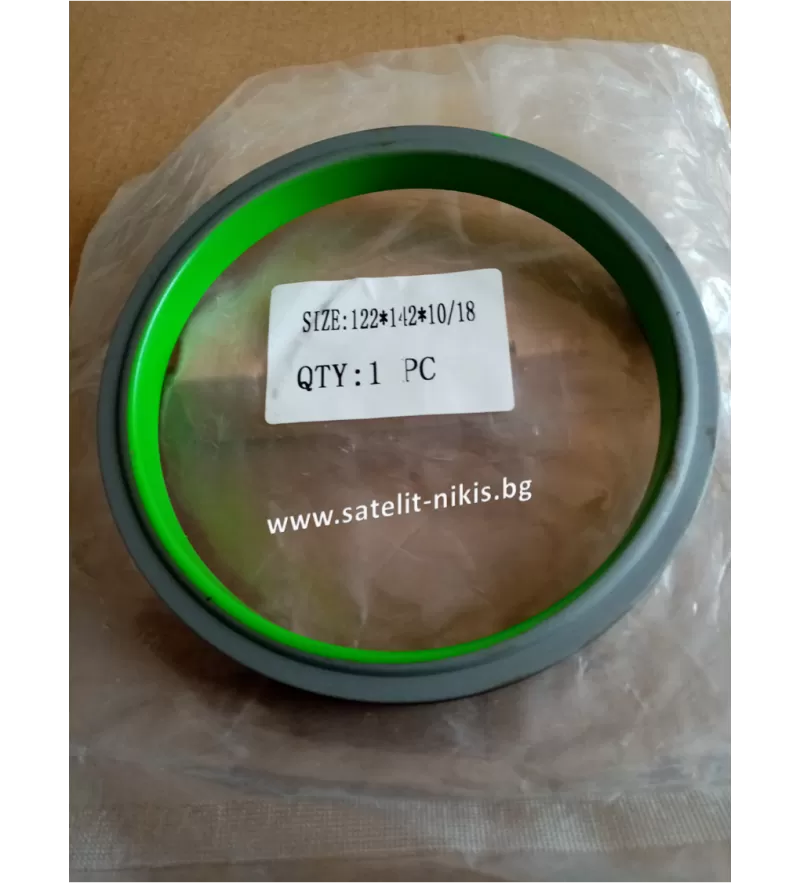 SIZE:122*142*10/18
QTY:1 PC
www.satelit-nikis.bg